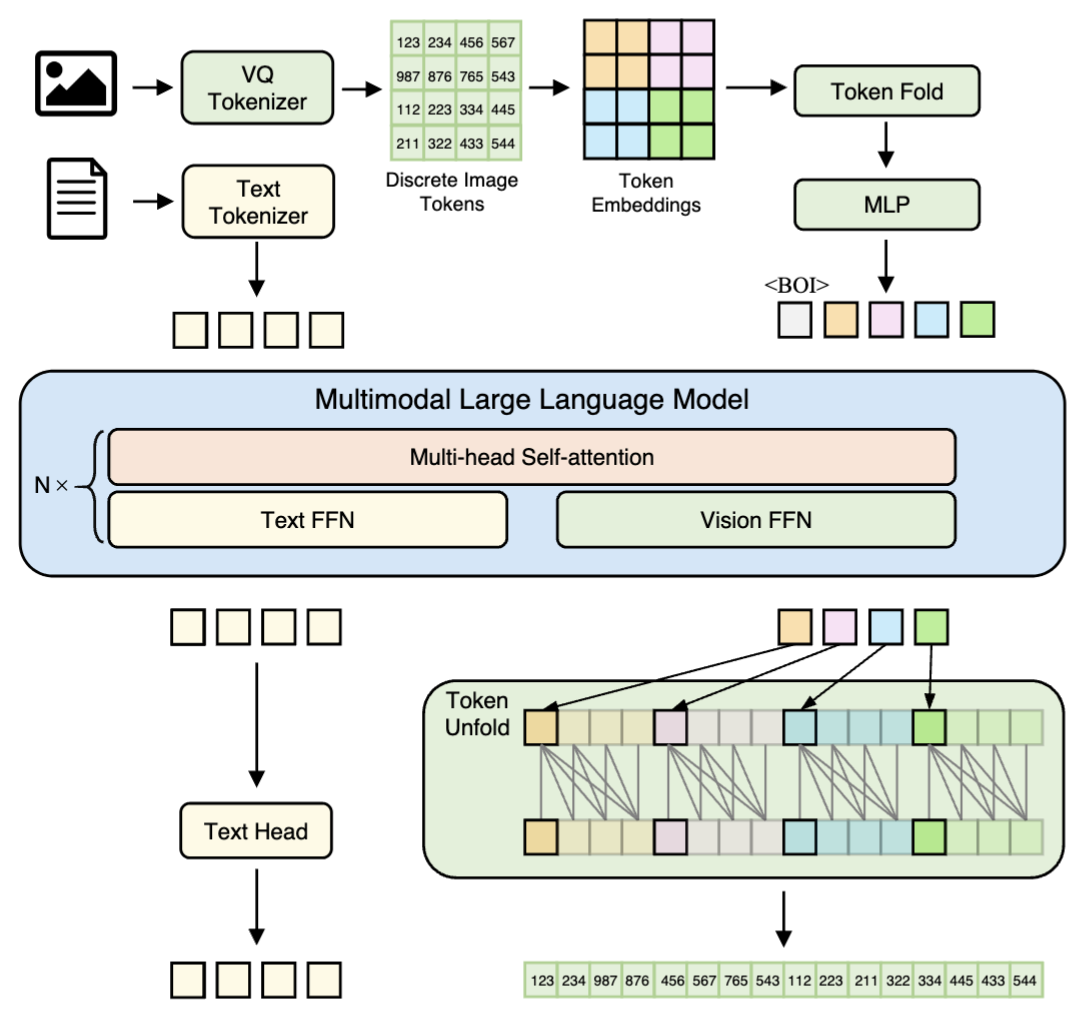 VQ
Tokenizer
123 234 456 567
987 876 765 543
112 223 334 445
211 322 433 544
Discrete Image
Tokens
Token
Embeddings
Token Fold
MLP
<BOI>
Text
Tokenizer
Multimodal Large Language Model
N ×
Multi-head Self-attention
Text FFN
Vision FFN
Token
Unfold
Text Head
123 234 987 876 456 567 765 543 112 223 211 322 334 445 433 544